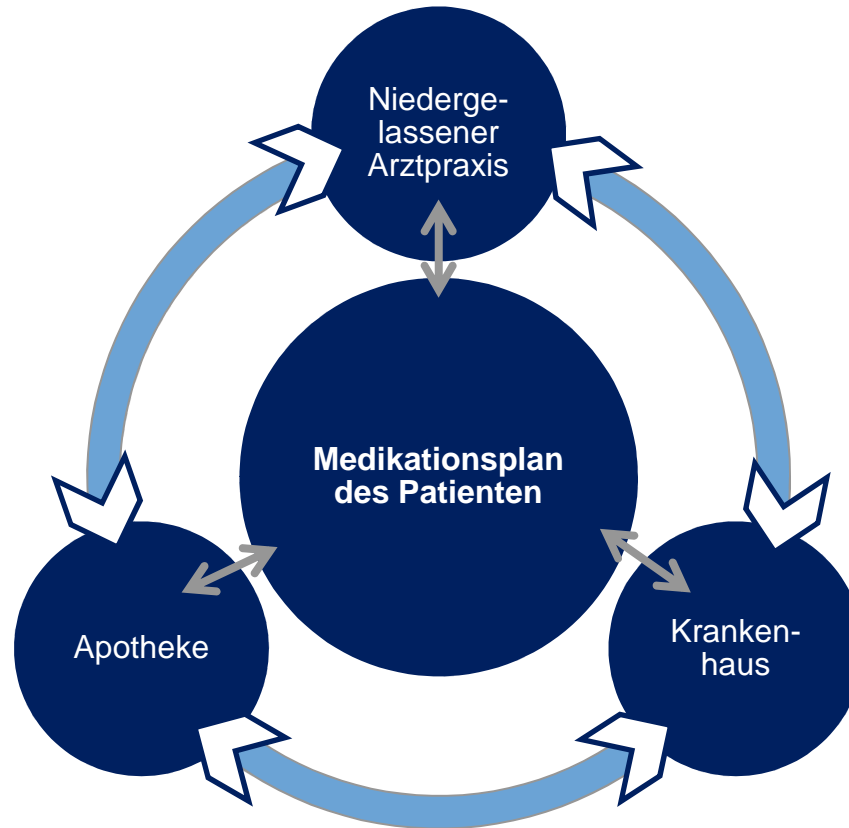 Niederge-
lassener
Arztpraxis
Medikationsplan
des Patienten
Apotheke
Kranken-
haus